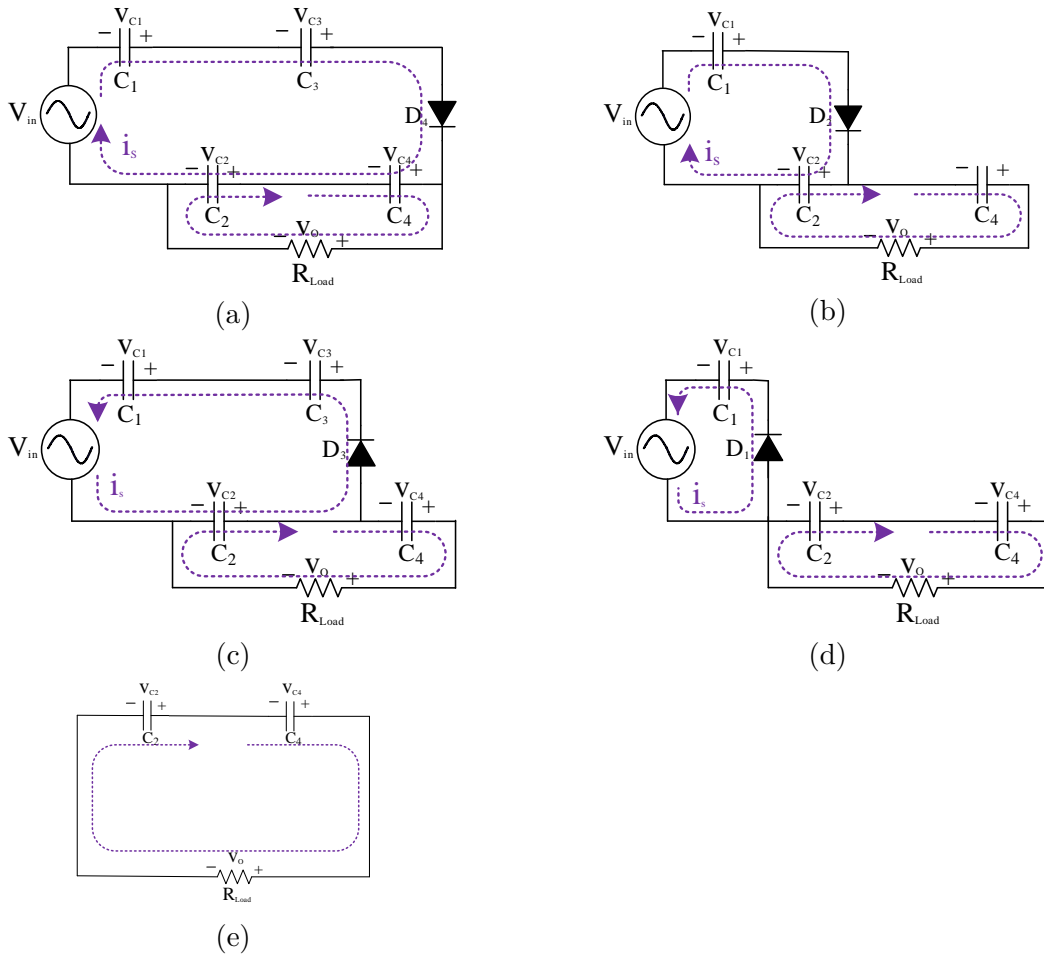 V_C1 V_C3
− + − +
C_1 C_3
V_in
D_4
i_s
V_C2 V_C4
− + − +
C_2 C_4
− V_o +
R_Load
(a)
V_C1
− +
C_1
V_in
D_2
i_s
V_C2 V_C4
− + − +
C_2 C_4
− V_o +
R_Load
(b)
V_C1 V_C3
− + − +
C_1 C_3
V_in
D_3
i_s
V_C2 V_C4
− + − +
C_2 C_4
− V_o +
R_Load
(c)
V_C1
− +
C_1
V_in
D_1
i_s
V_C2 V_C4
− + − +
C_2 C_4
− V_o +
R_Load
(d)
V_C2 V_C4
− + − +
C_2 C_4
− V_o +
R_Load
(e)